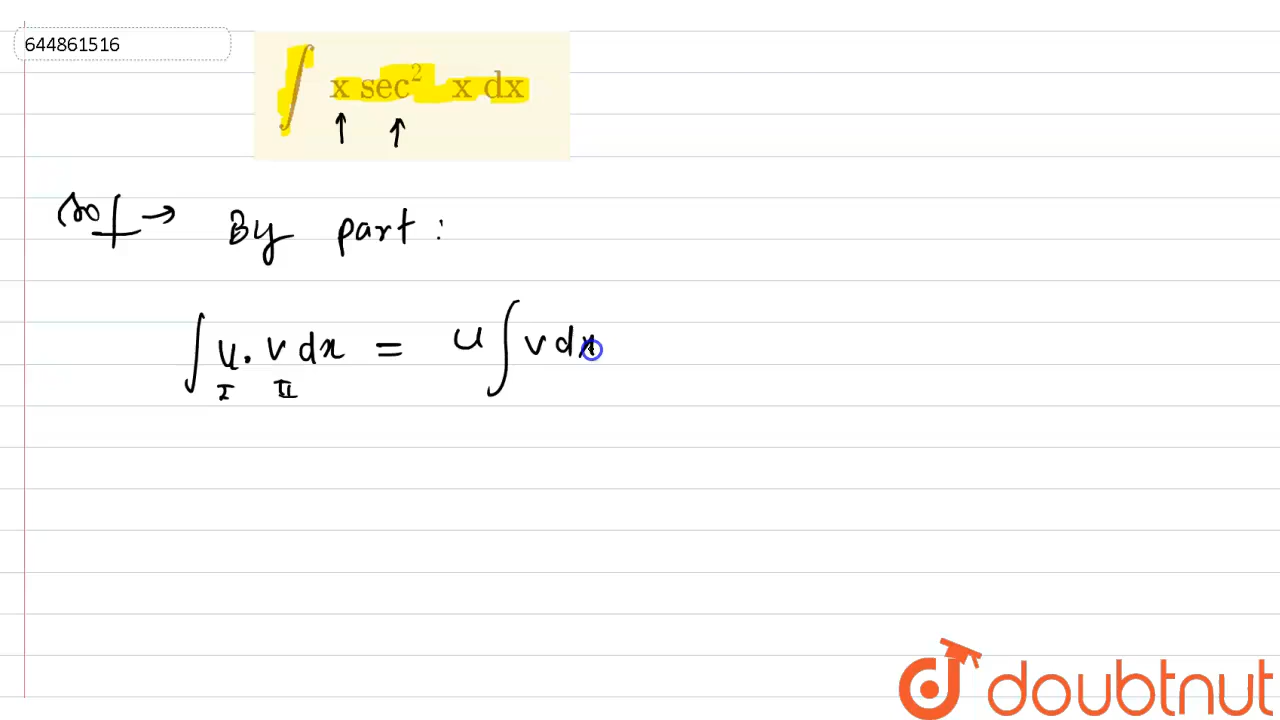 644861516
∫ x sec² x dx
↑ ↑
Sol → By part :
∫ u . v dx = u ∫ v dx
I II
doubtnut